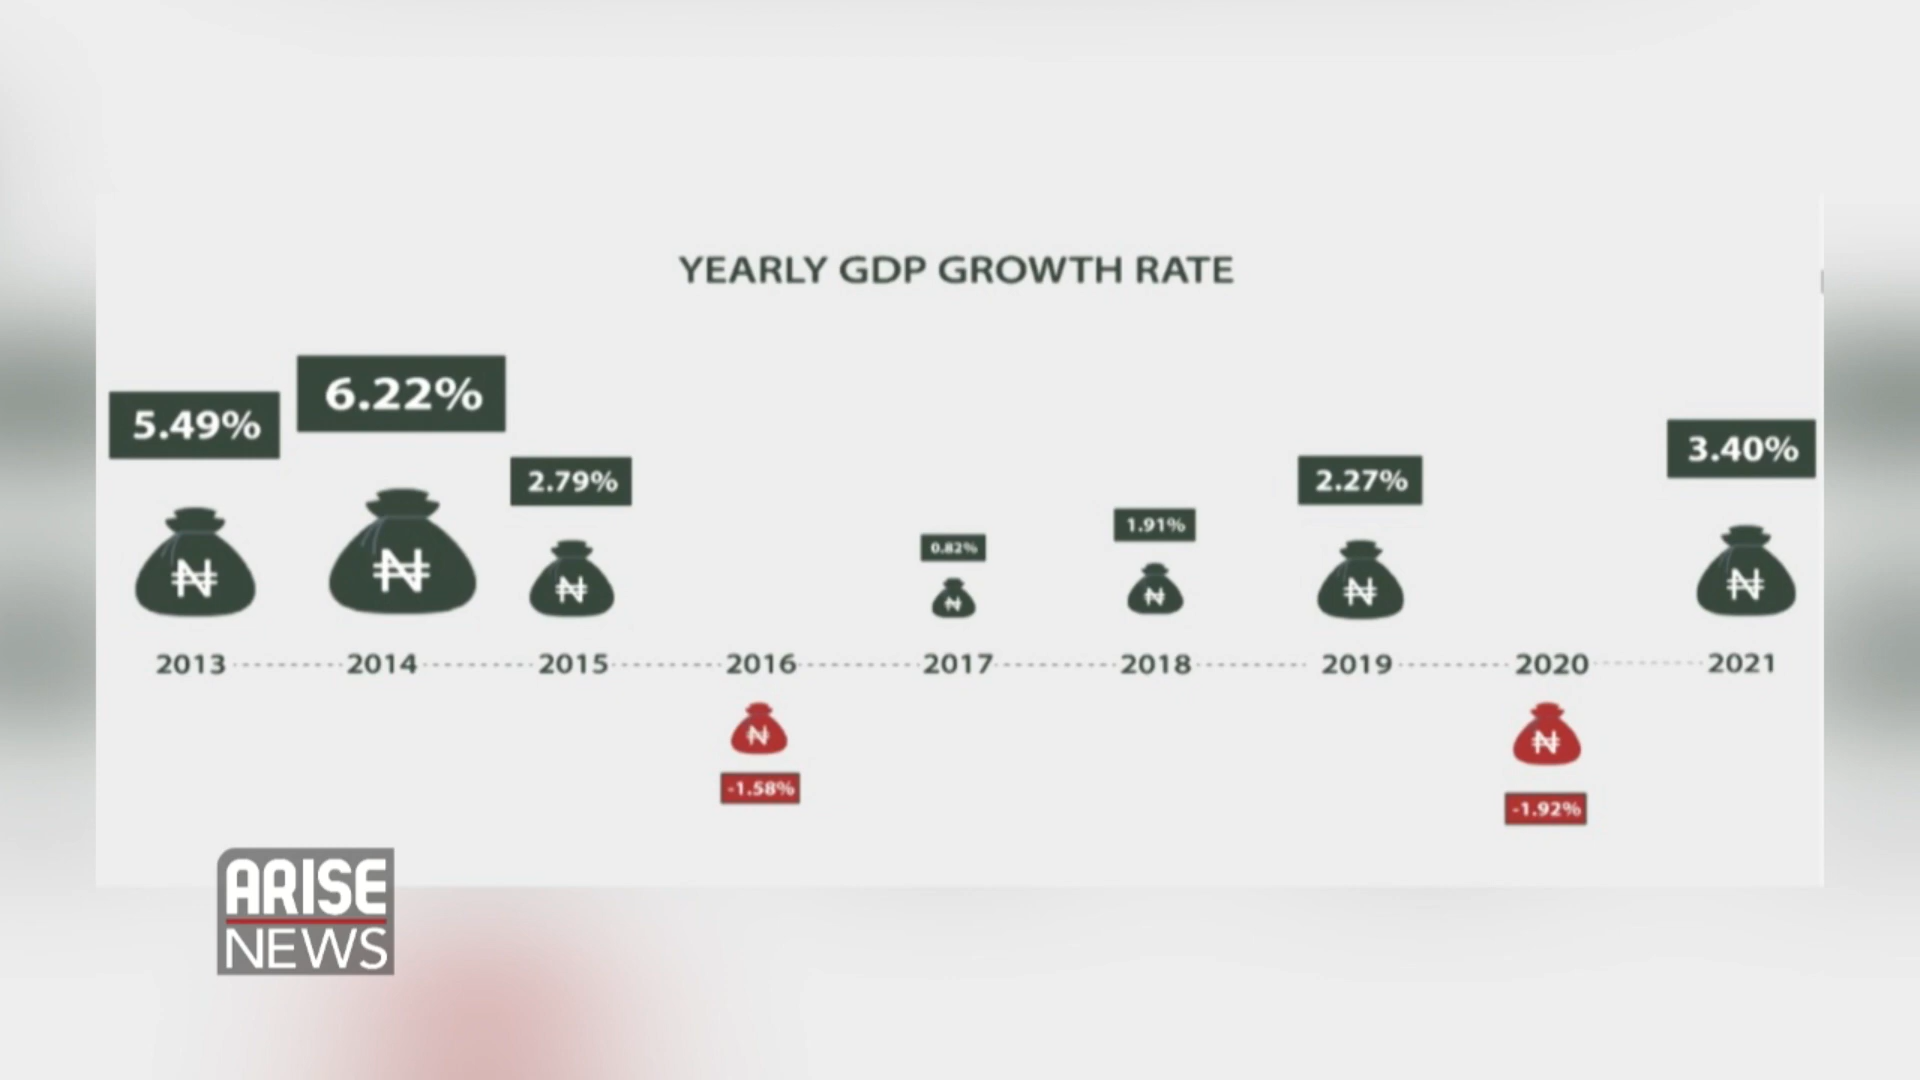 YEARLY GDP GROWTH RATE
5.49%
6.22%
2.79%
0.82%
1.91%
2.27%
3.40%
₦ ₦ ₦ ₦ ₦ ₦ ₦
2013 2014 2015 2016 2017 2018 2019 2020 2021
₦ ₦
-1.58%
-1.92%
ARISE
NEWS